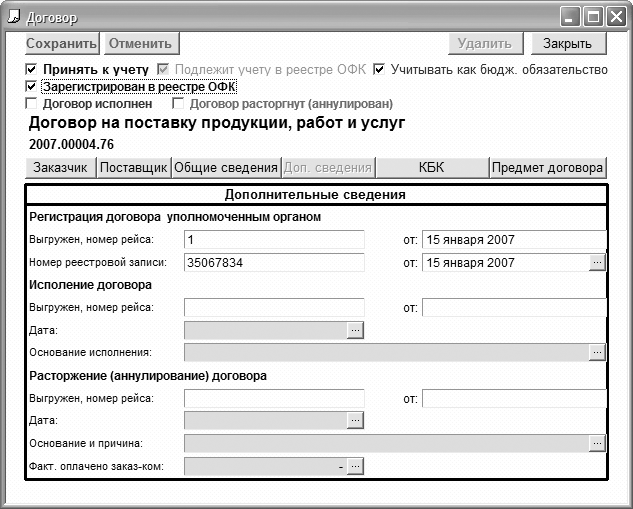 Договор
Сохранить Отменить Удалить Закрыть
Принять к учету Подлежит учету в реестре ОФК Учитывать как бюдж. обязательство
Зарегистрирован в реестре ОФК
Договор исполнен Договор расторгнут (аннулирован)
Договор на поставку продукции, работ и услуг
2007.00004.76
Заказчик Поставщик Общие сведения Доп. сведения КБК Предмет договора
Дополнительные сведения
Регистрация договора уполномоченным органом
Выгружен, номер рейса: 1 от: 15 января 2007
Номер реестровой записи: 35067834 от: 15 января 2007 ...
Исполение договора
Выгружен, номер рейса: от:
Дата: ...
Основание исполнения: ...
Расторжение (аннулирование) договора
Выгружен, номер рейса: от:
Дата: ...
Основание и причина: ...
Факт. оплачено заказ-ком: - ...